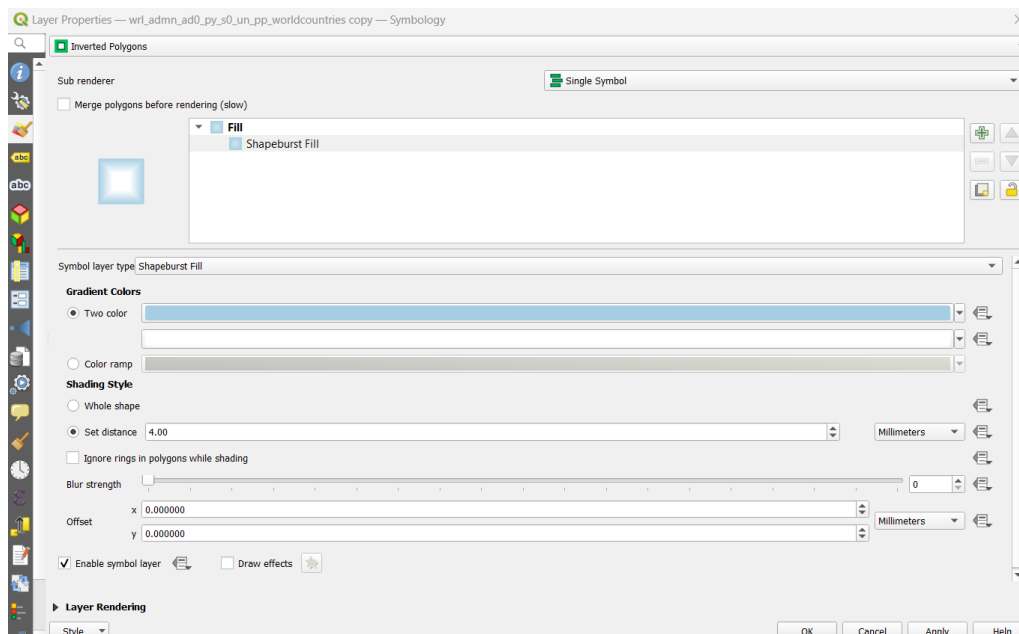 Layer Properties — wrl_admn_ad0_py_s0_un_pp_worldcountries copy — Symbology
Inverted Polygons
Sub renderer
Single Symbol
Merge polygons before rendering (slow)
Fill
Shapeburst Fill
abc
abc
Symbol layer type Shapeburst Fill
Gradient Colors
Two color
Color ramp
Shading Style
Whole shape
Set distance 4.00 Millimeters
Ignore rings in polygons while shading
Blur strength 0
x 0.000000
Offset Millimeters
y 0.000000
Enable symbol layer Draw effects
Layer Rendering
Style OK Cancel Apply Help